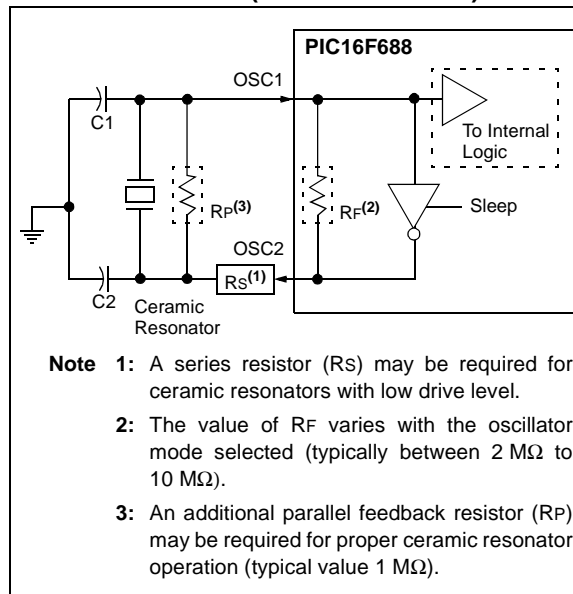 PIC16F688
OSC1
C1
To Internal
Logic
RP(3)
RF(2)
Sleep
OSC2
RS(1)
C2
Ceramic
Resonator
Note 1: A series resistor (RS) may be required for
ceramic resonators with low drive level.
2: The value of RF varies with the oscillator
mode selected (typically between 2 MΩ to
10 MΩ).
3: An additional parallel feedback resistor (RP)
may be required for proper ceramic resonator
operation (typical value 1 MΩ).